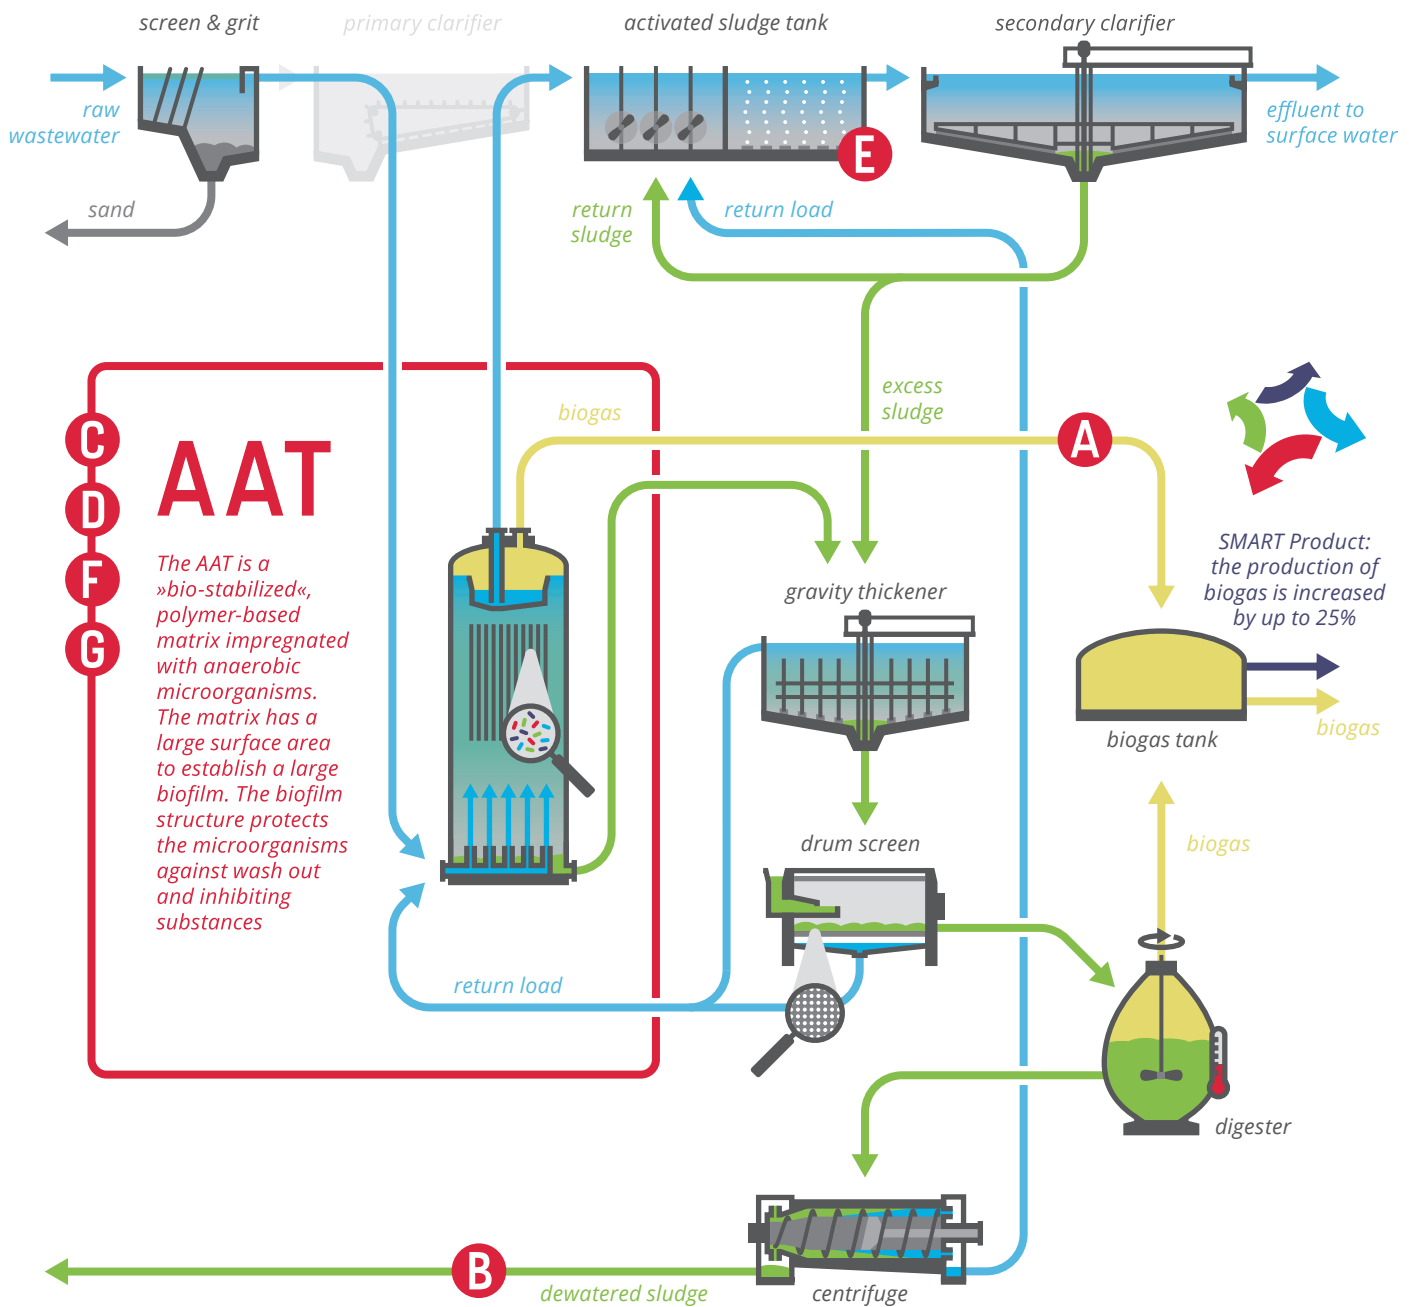 screen & grit
primary clarifier
activated sludge tank
secondary clarifier
raw
wastewater
effluent to
surface water
E
sand
return
sludge
return load
excess
sludge
biogas
A
C
D
F
G
AAT
The AAT is a
»bio-stabilized«,
polymer-based
matrix impregnated
with anaerobic
microorganisms.
The matrix has a
large surface area
to establish a large
biofilm. The biofilm
structure protects
the microorganisms
against wash out
and inhibiting
substances
SMART Product:
the production of
biogas is increased
by up to 25%
gravity thickener
biogas
biogas tank
drum screen
biogas
return load
digester
B
dewatered sludge
centrifuge